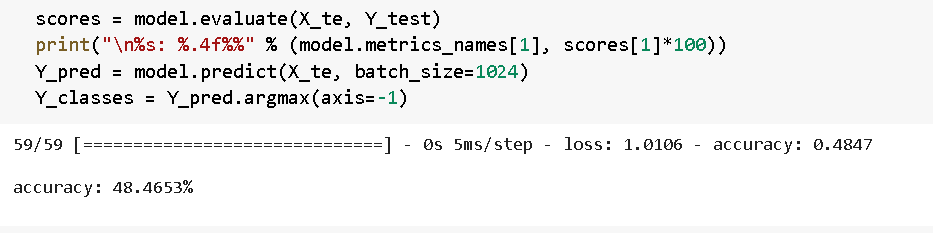 scores = model.evaluate(X_te, Y_test)
print("\n%s: %.4f%%" % (model.metrics_names[1], scores[1]*100))
Y_pred = model.predict(X_te, batch_size=1024)
Y_classes = Y_pred.argmax(axis=-1)
59/59 [==============================] - 0s 5ms/step - loss: 1.0106 - accuracy: 0.4847
accuracy: 48.4653%